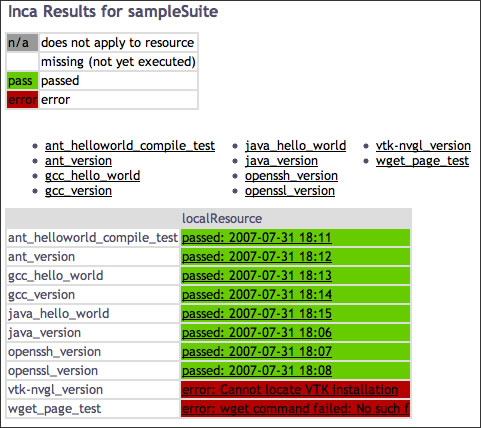 Inca Results for sampleSuite
n/a does not apply to resource
missing (not yet executed)
pass passed
error error
ant_helloworld_compile_test java_hello_world vtk-nvgl_version
ant_version java_version wget_page_test
gcc_hello_world openssh_version
gcc_version openssl_version
localResource
ant_helloworld_compile_test passed: 2007-07-31 18:11
ant_version passed: 2007-07-31 18:12
gcc_hello_world passed: 2007-07-31 18:13
gcc_version passed: 2007-07-31 18:14
java_hello_world passed: 2007-07-31 18:15
java_version passed: 2007-07-31 18:06
openssh_version passed: 2007-07-31 18:07
openssl_version passed: 2007-07-31 18:08
vtk-nvgl_version error: Cannot locate VTK installation
wget_page_test error: wget command failed: No such f